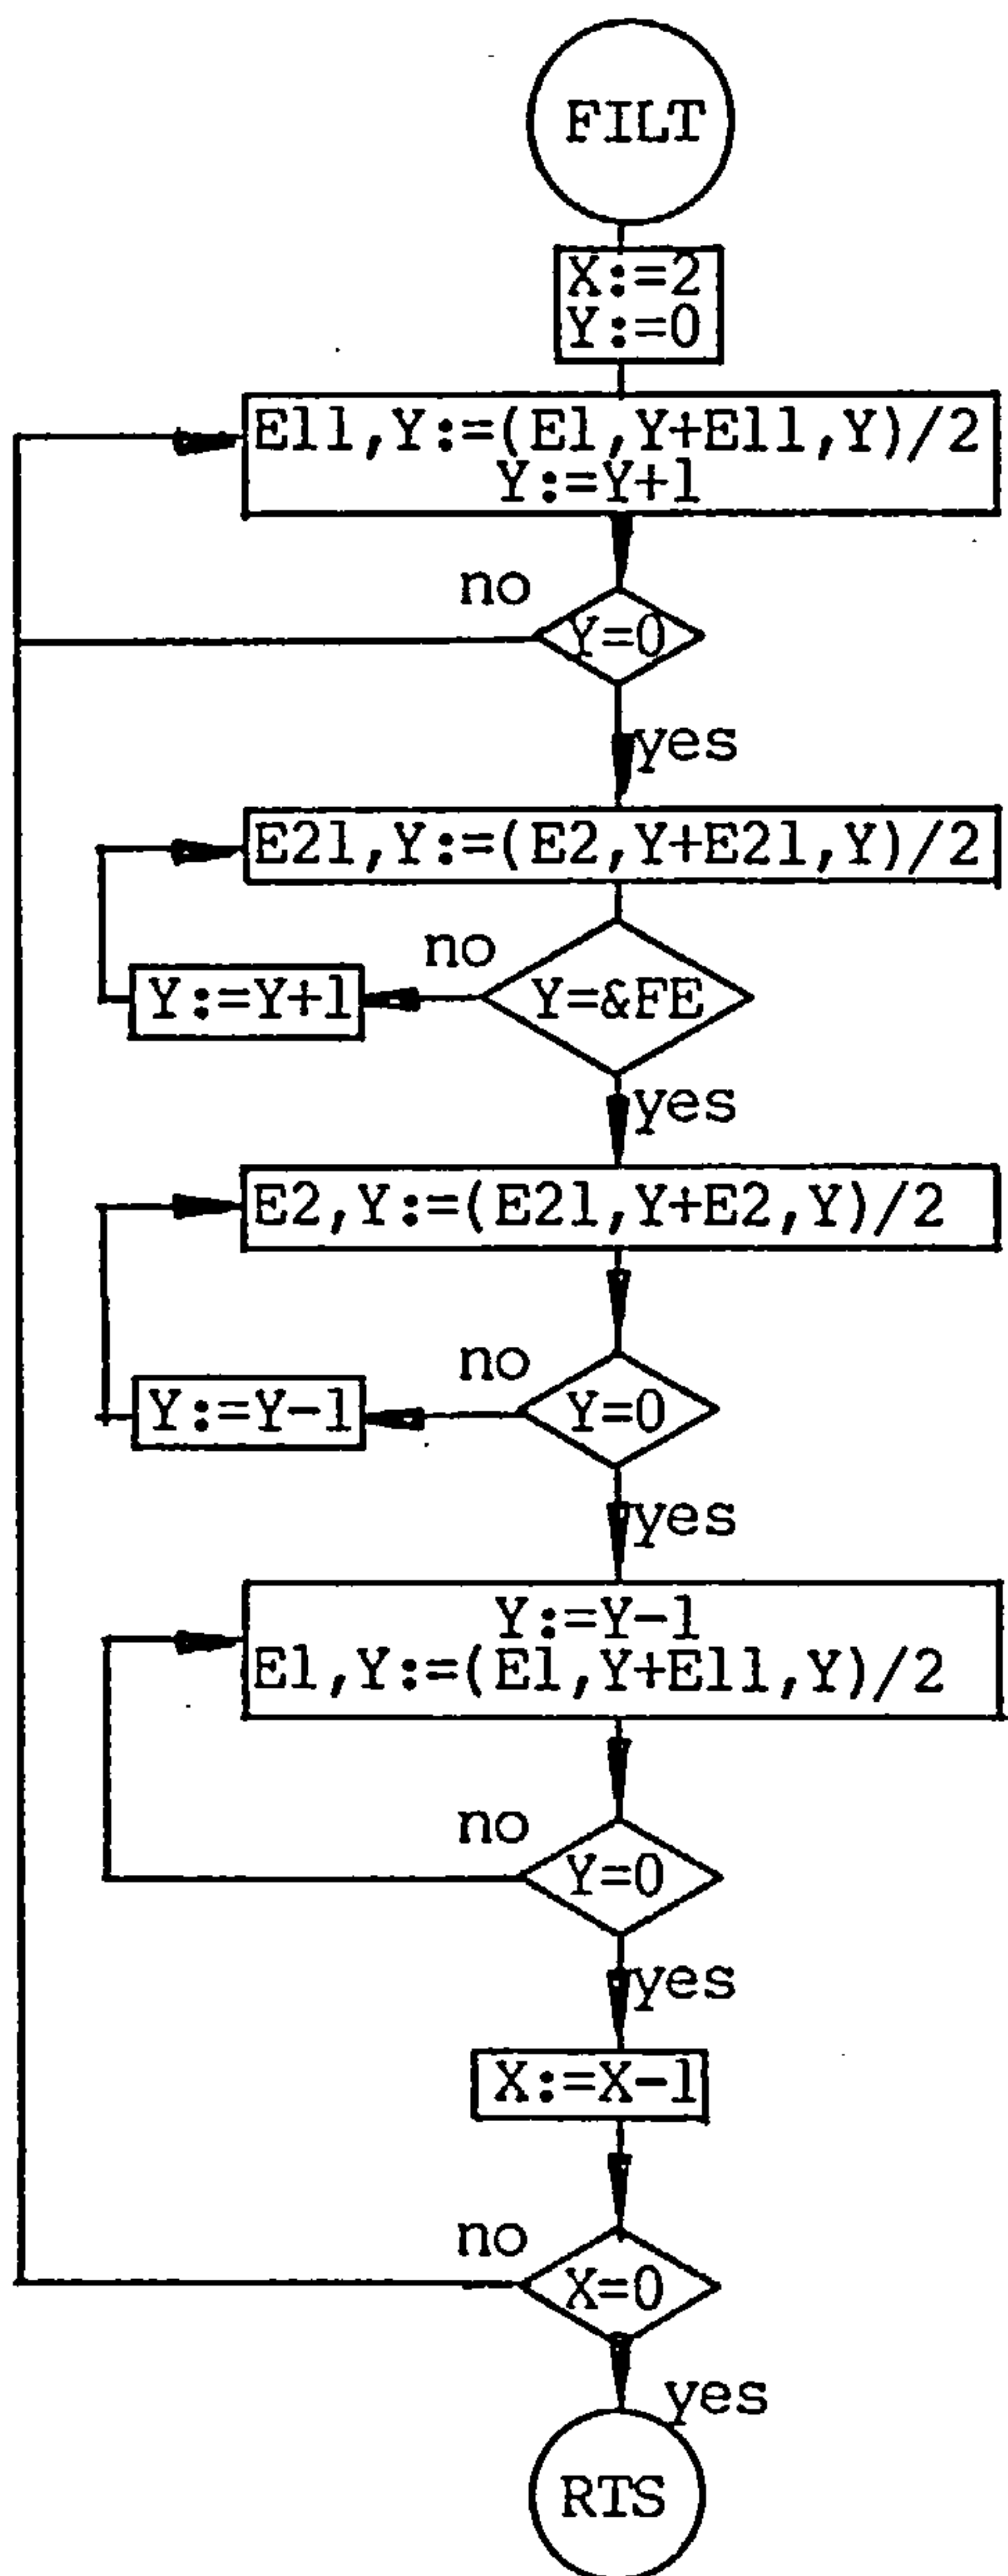 FILT
X:=2
Y:=0
E11,Y:=(E1,Y+E11,Y)/2
Y:=Y+1
no
Y=0
yes
E21,Y:=(E2,Y+E21,Y)/2
no
Y:=Y+1
Y=&FE
yes
E2,Y:=(E21,Y+E2,Y)/2
no
Y:=Y-1
Y=0
yes
Y:=Y-1
E1,Y:=(E1,Y+E11,Y)/2
no
Y=0
yes
X:=X-1
no
X=0
yes
RTS